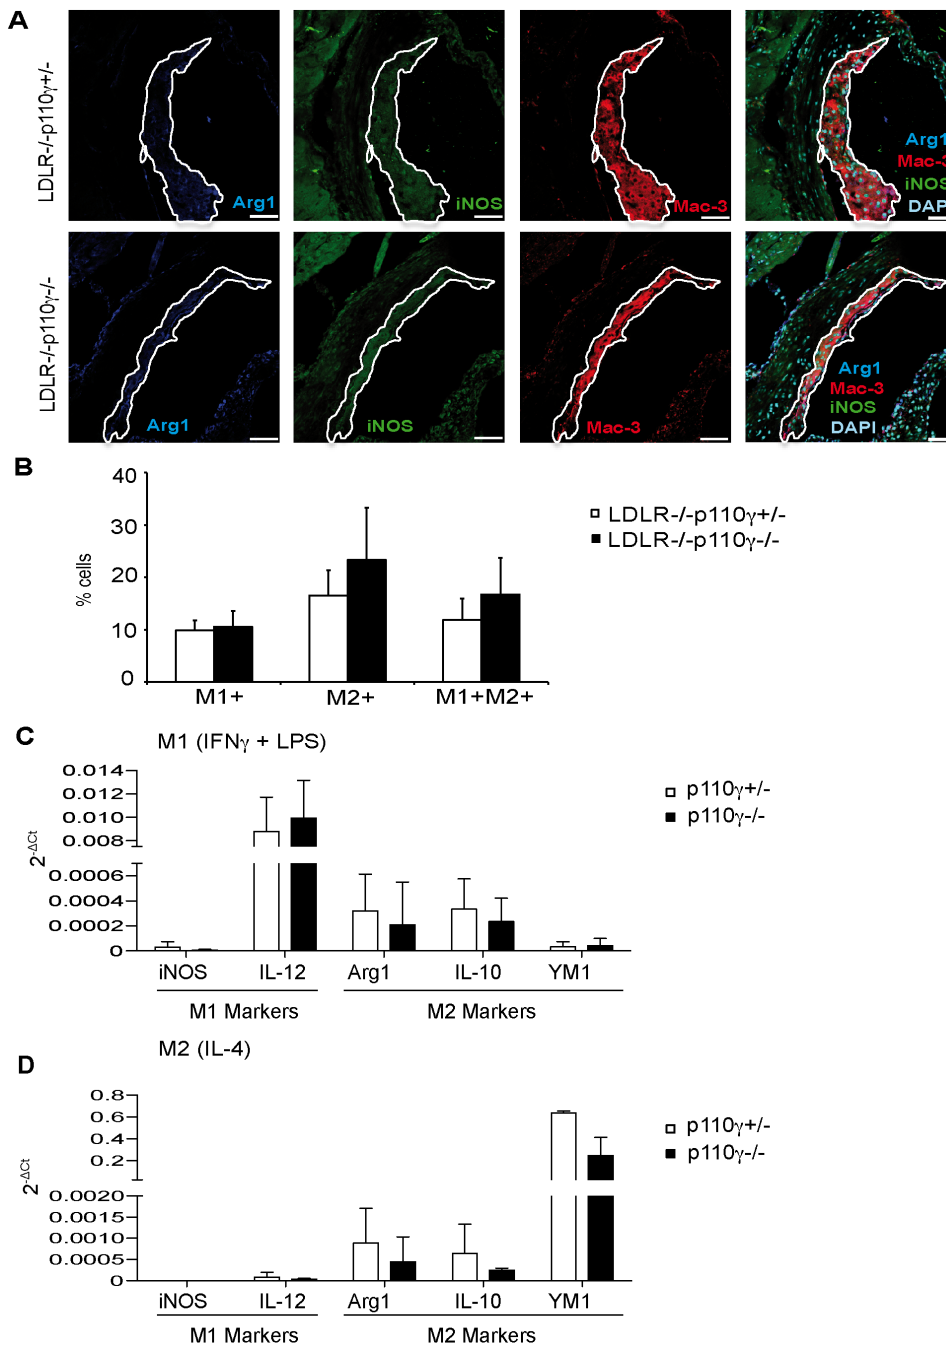 A
LDLR-/-p110γ+/-
Arg1
iNOS
Mac-3
Arg1
Mac-3
iNOS
DAPI
LDLR-/-p110γ-/-
Arg1
iNOS
Mac-3
Arg1
Mac-3
iNOS
DAPI
B
% cells
40
30
20
10
0
M1+
M2+
M1+M2+
LDLR-/-p110γ+/-
LDLR-/-p110γ-/-
C
M1 (IFNγ + LPS)
2-ΔCt
0.014
0.012
0.010
0.008
0.0006
0.0004
0.0002
0
iNOS
IL-12
Arg1
IL-10
YM1
M1 Markers
M2 Markers
p110γ+/-
p110γ-/-
D
M2 (IL-4)
2-ΔCt
0.8
0.6
0.4
0.2
0.0020
0.0015
0.0010
0.0005
0
iNOS
IL-12
Arg1
IL-10
YM1
M1 Markers
M2 Markers
p110γ+/-
p110γ-/-